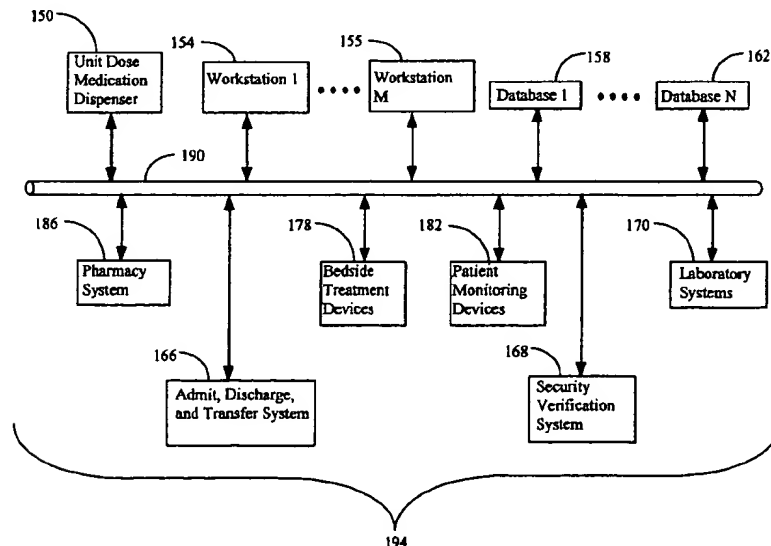 150
Unit Dose
Medication
Dispenser
154
Workstation 1
155
Workstation
M
158
Database 1
162
Database N
190
186
Pharmacy
System
178
Bedside
Treatment
Devices
182
Patient
Monitoring
Devices
170
Laboratory
Systems
166
Admit, Discharge,
and Transfer System
168
Security
Verification
System
194